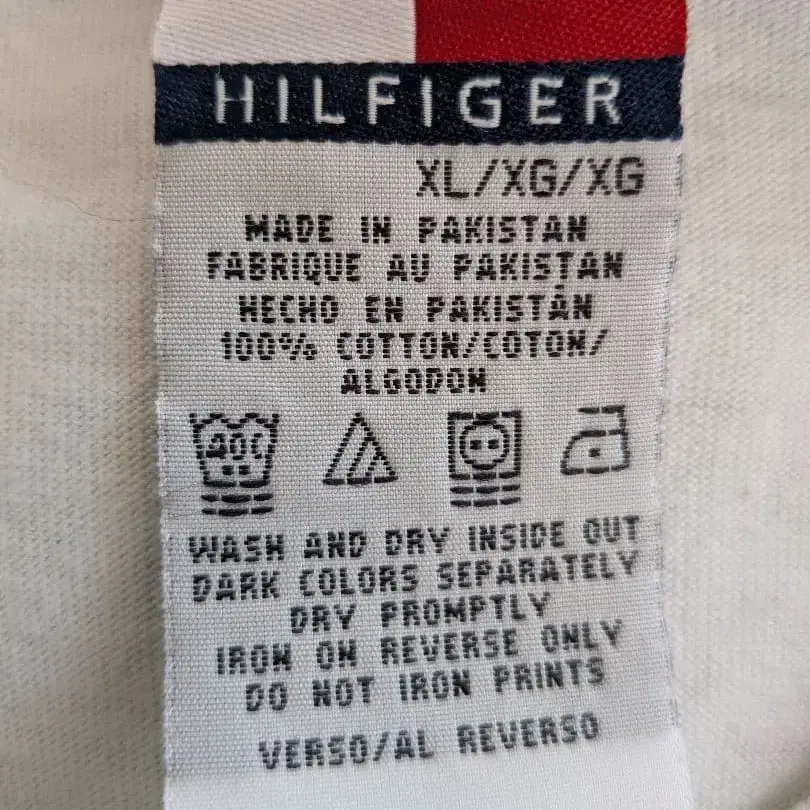 HILFIGER
XL/XG/XG
MADE IN PAKISTAN
FABRIQUE AU PAKISTAN
HECHO EN PAKISTÁN
100% COTTON/COTON/
ALGODON
40C
WASH AND DRY INSIDE OUT
DARK COLORS SEPARATELY
DRY PROMPTLY
IRON ON REVERSE ONLY
DO NOT IRON PRINTS
VERSO/AL REVERSO